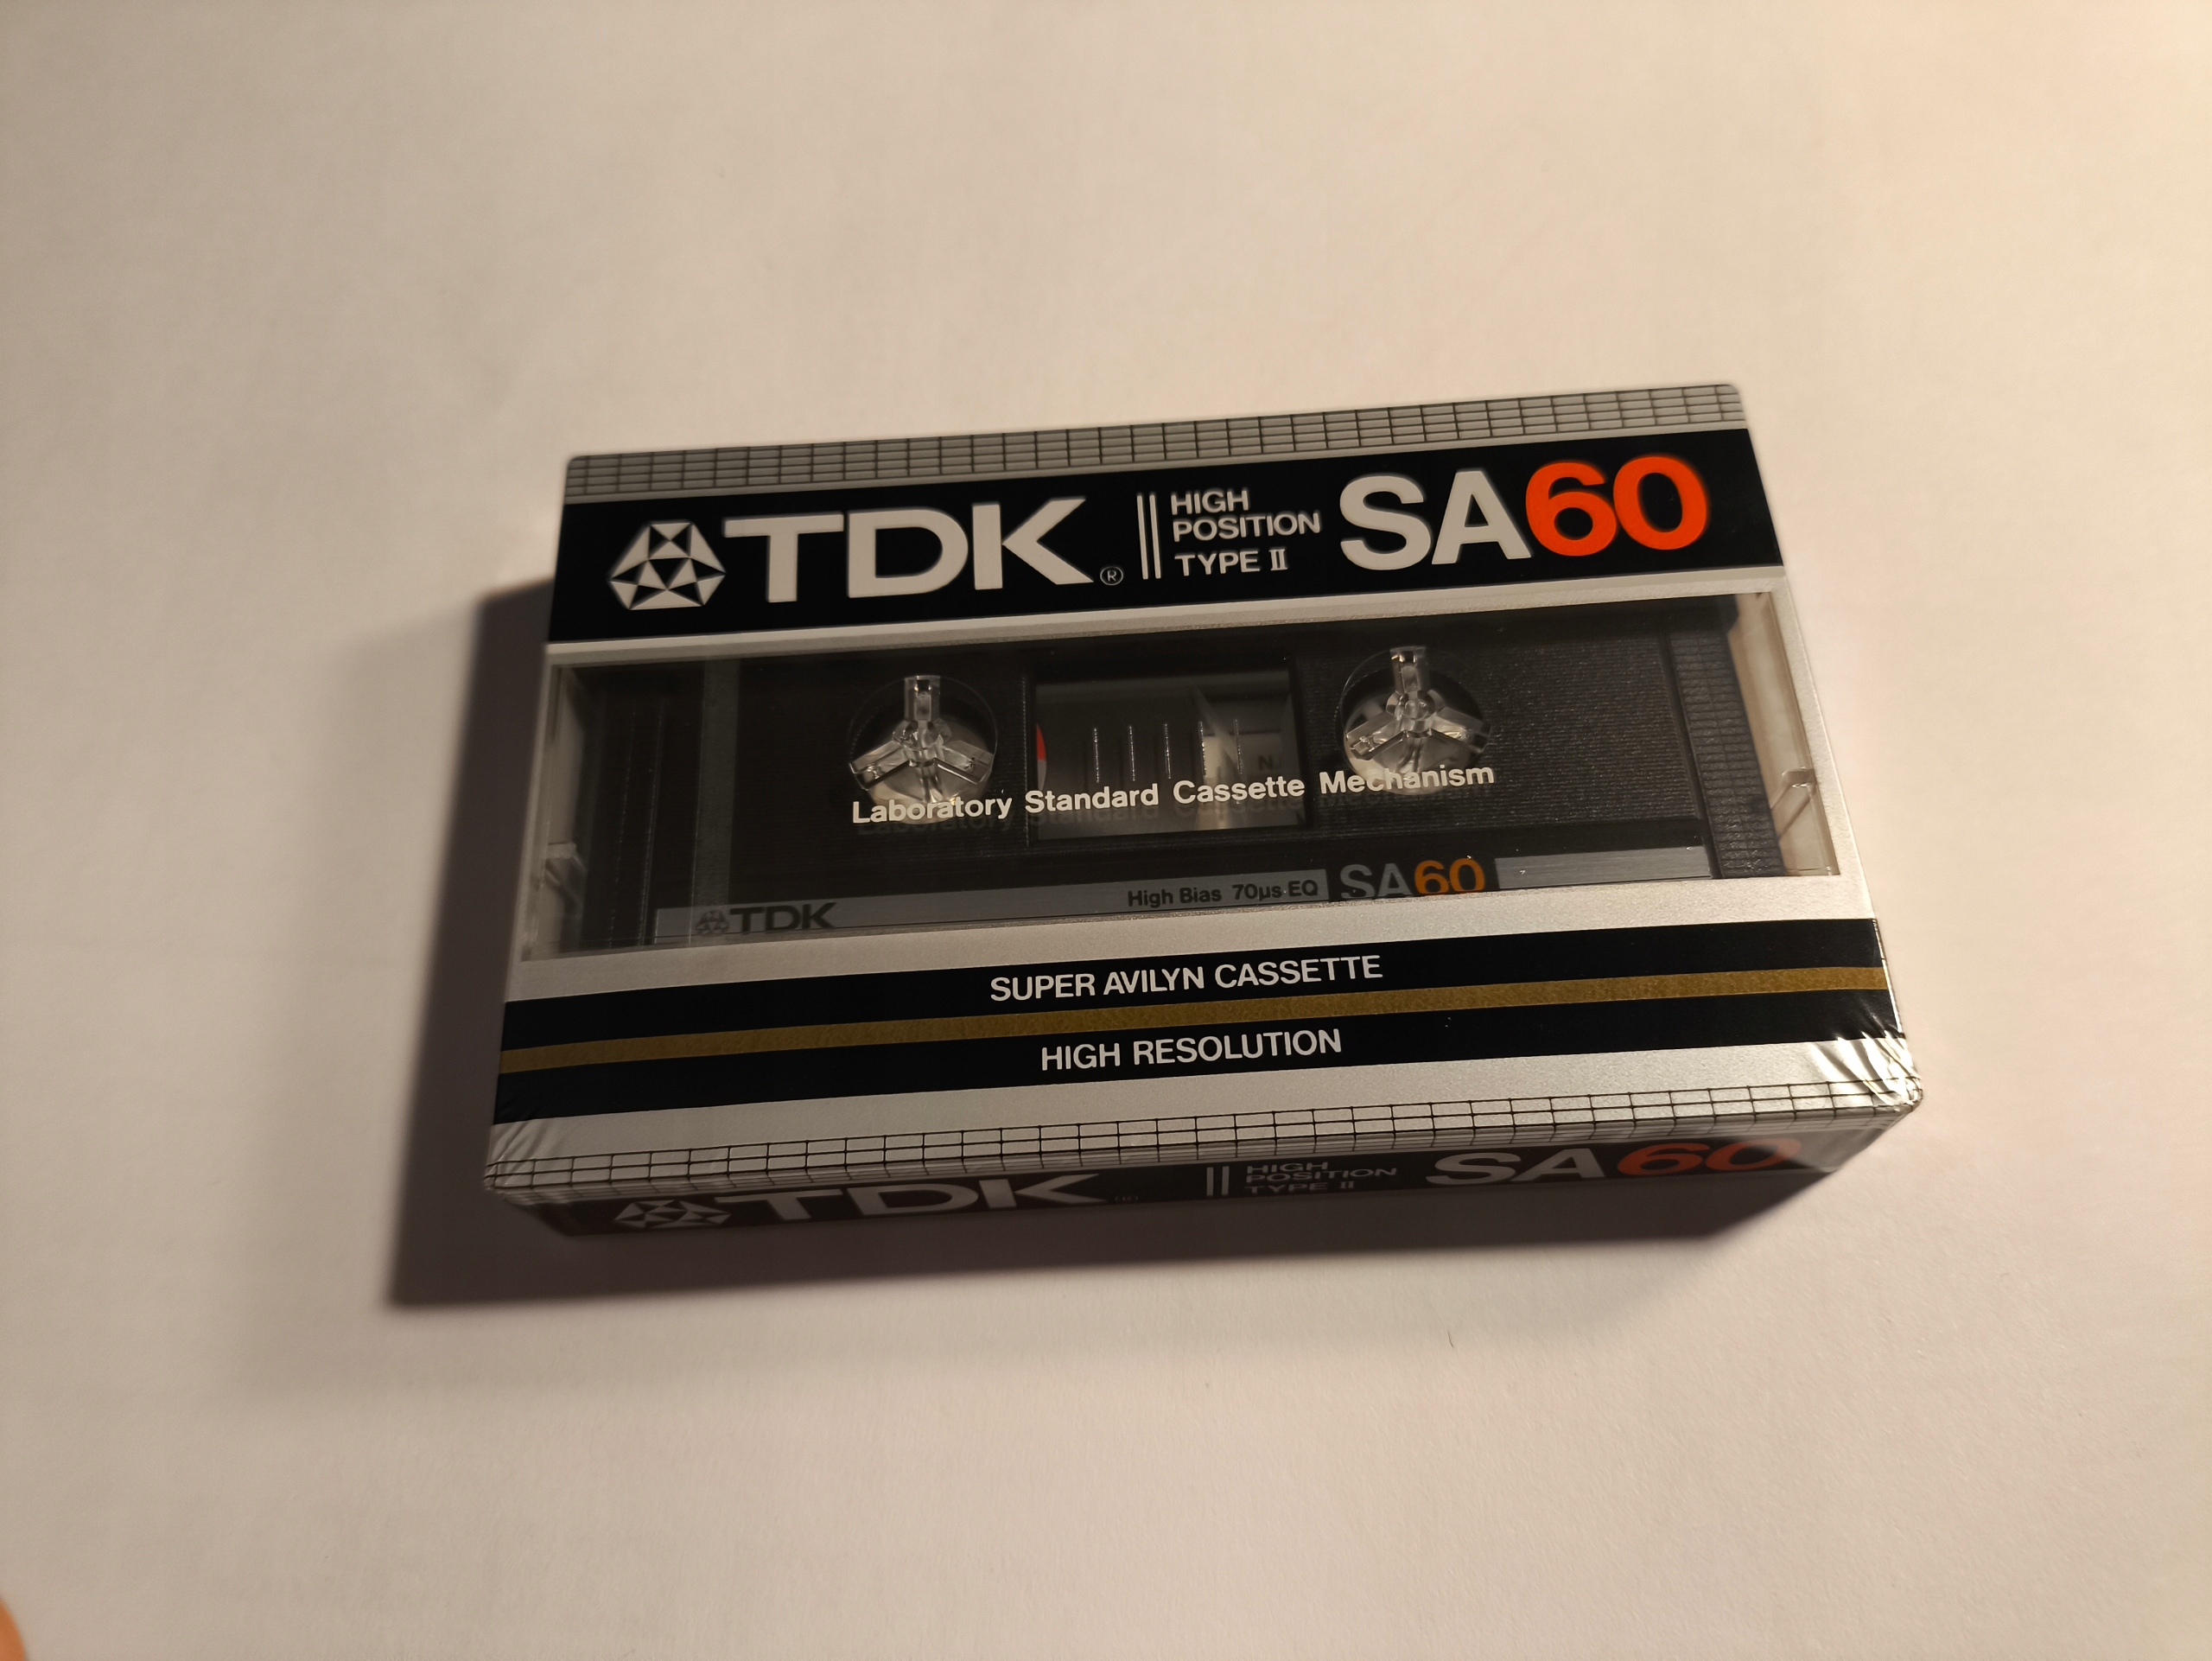 TDK®
HIGH
POSITION
TYPE II
SA60
Laboratory Standard Cassette Mechanism
TDK
High Bias 70µs EQ
SA60
SUPER AVILYN CASSETTE
HIGH RESOLUTION
TDK
HIGH
POSITION
TYPE II
SA60